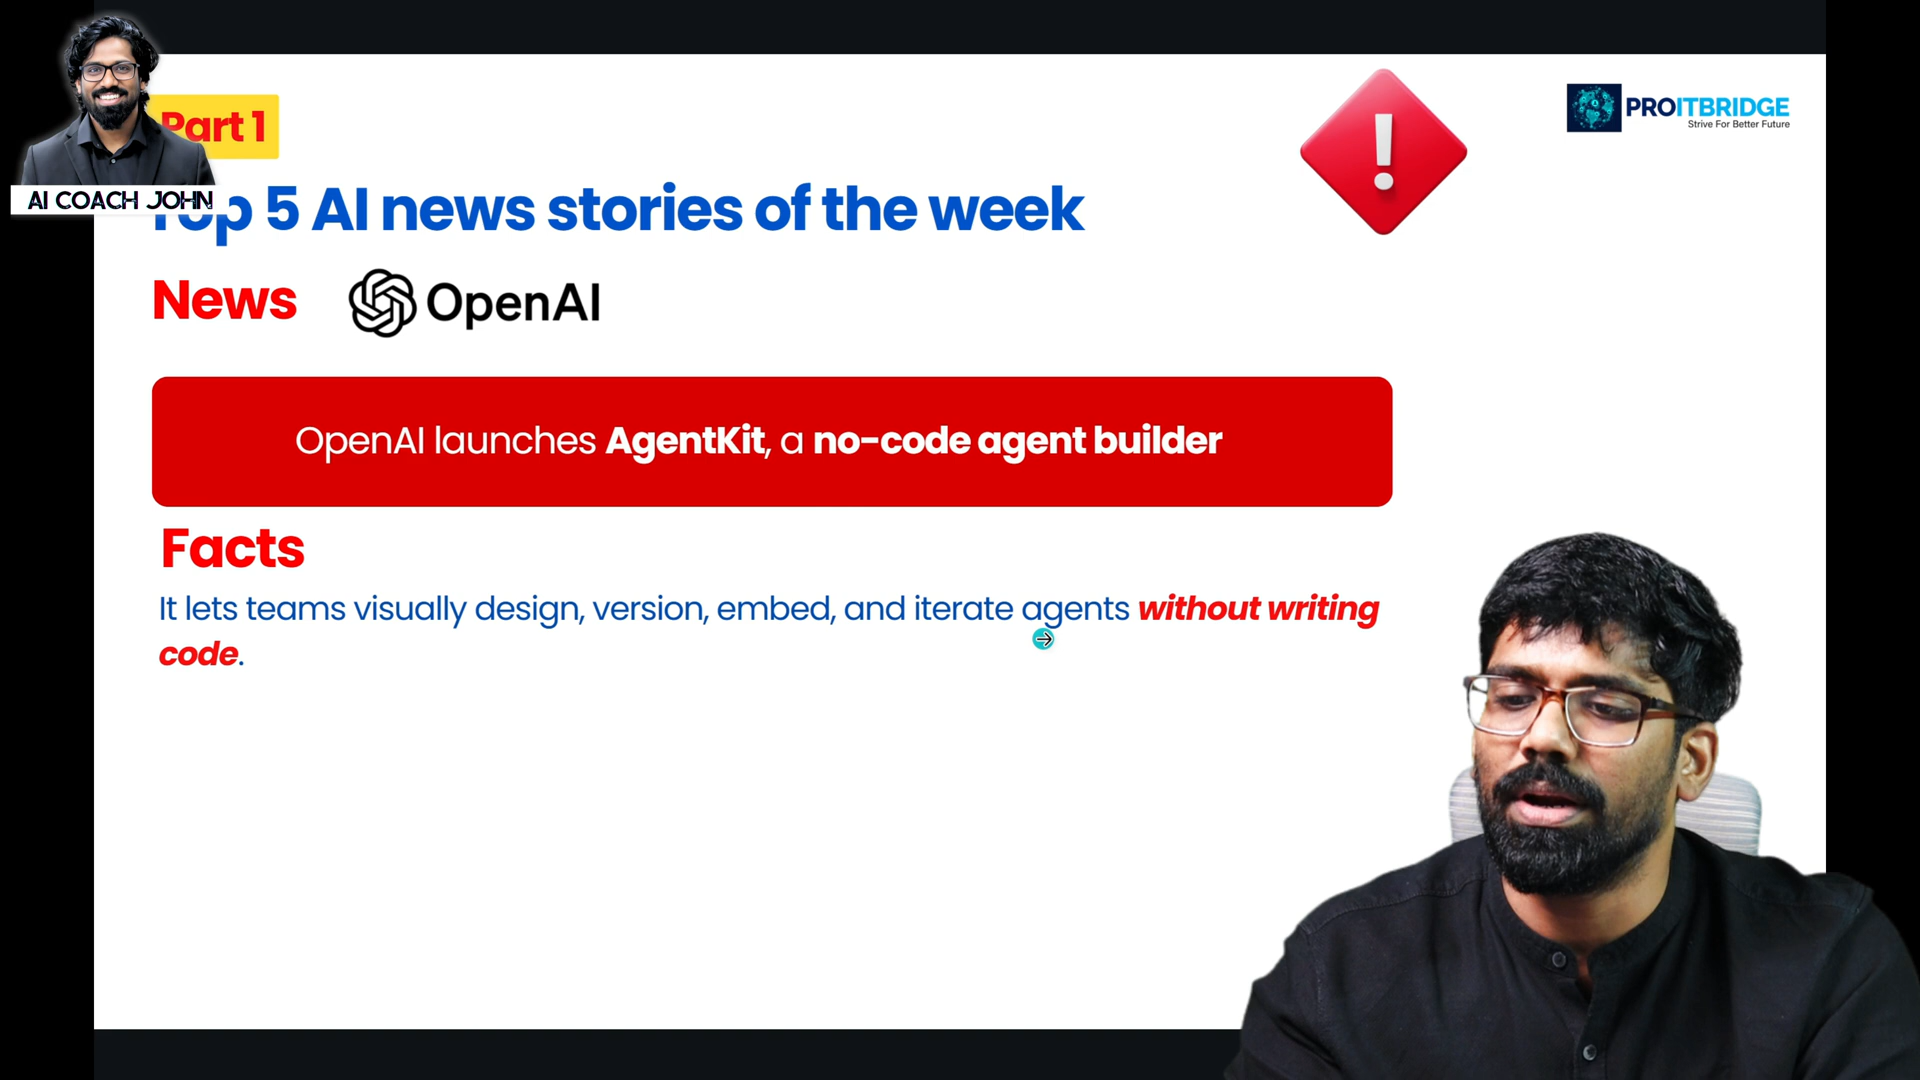 Part 1
AI COACH JOHN
Top 5 AI news stories of the week
PROITBRIDGE
Strive For Better Future
News
OpenAI
OpenAI launches AgentKit, a no-code agent builder
Facts
It lets teams visually design, version, embed, and iterate agents without writing
code.